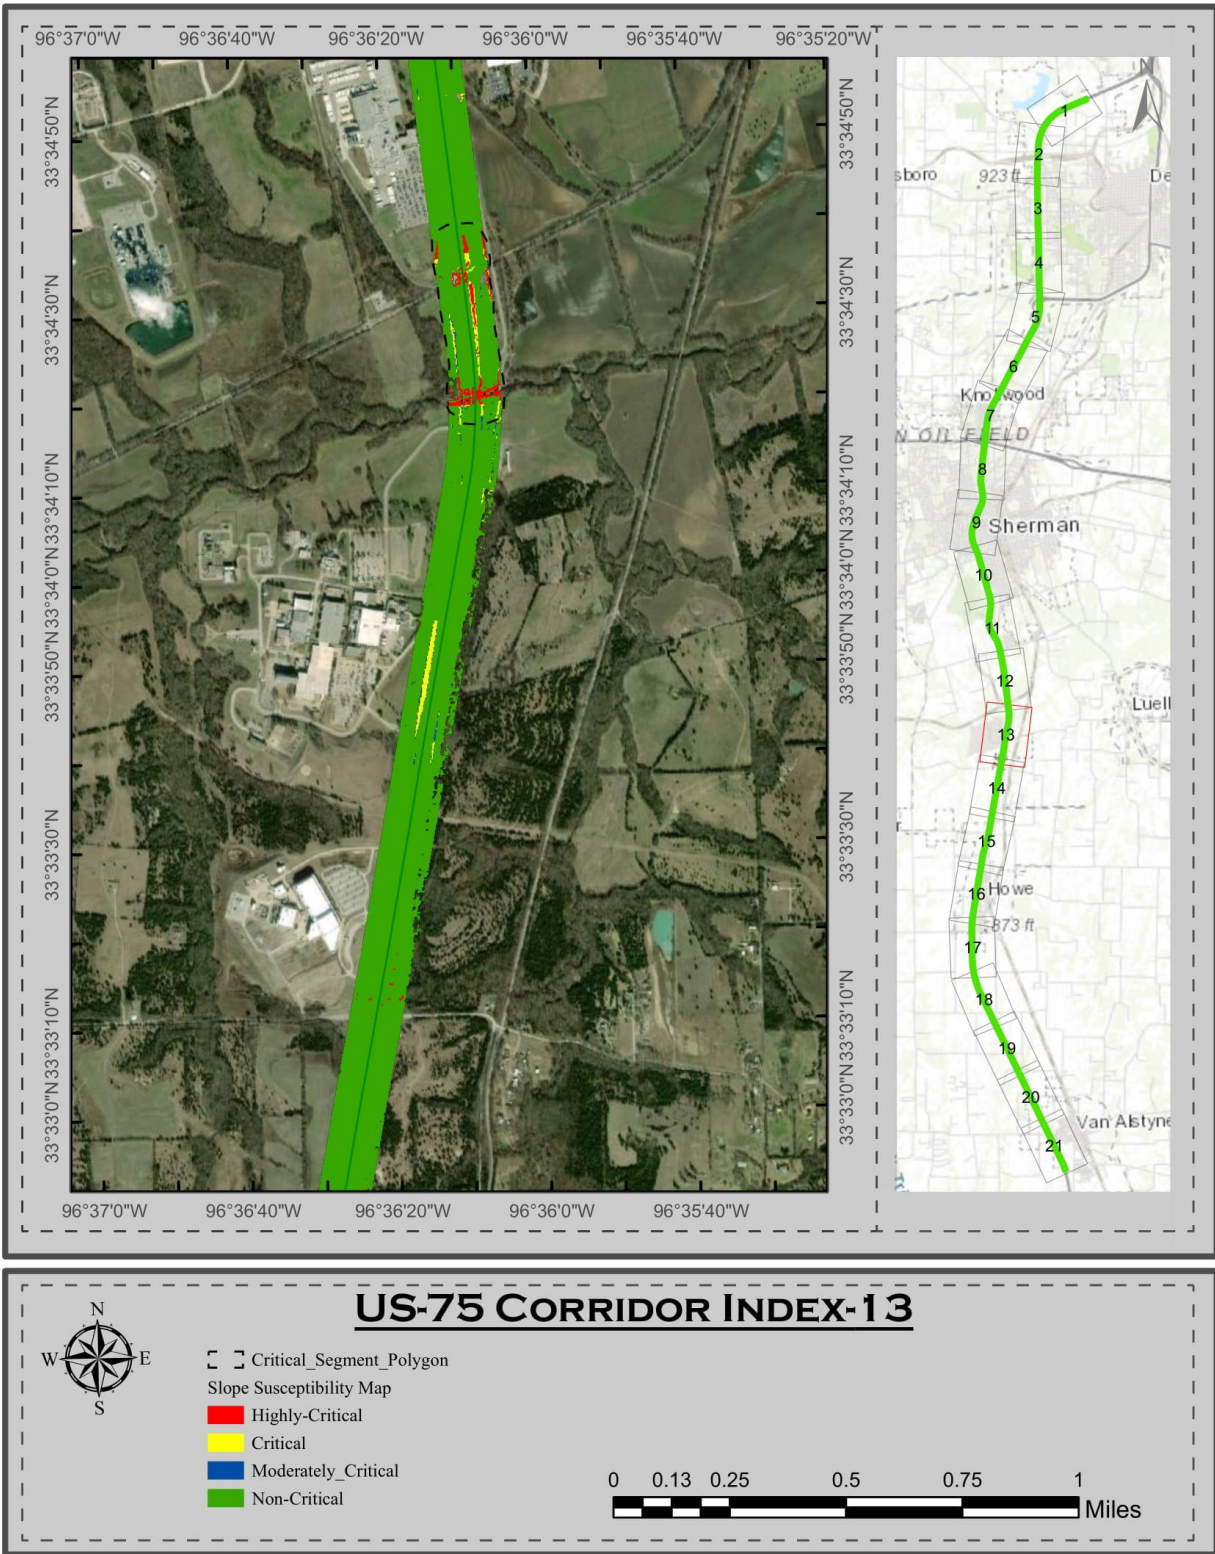 96°37'0"W 96°36'40"W 96°36'20"W 96°36'0"W 96°35'40"W 96°35'20"W
33°34'50"N
33°34'30"N
33°34'10"N
33°34'0"N
33°33'50"N
33°33'30"N
33°33'10"N
33°33'0"N
33°34'50"N
33°34'30"N
33°34'10"N
33°34'0"N
33°33'50"N
33°33'30"N
33°33'10"N
33°33'0"N
96°37'0"W 96°36'40"W 96°36'20"W 96°36'0"W 96°35'40"W
N
1
2
sboro 923 ft De
3
4
5
6
Knollwood
7
N OIL FIELD
8
9 Sherman
10
11
12
Luell
13
14
r 15
16 Howe
873 ft
17
18
19
20
Van Alstyne
21
US-75 CORRIDOR INDEX-13
N
W E
S
Critical_Segment_Polygon
Slope Susceptibility Map
Highly-Critical
Critical
Moderately_Critical
Non-Critical
0 0.13 0.25 0.5 0.75 1
Miles